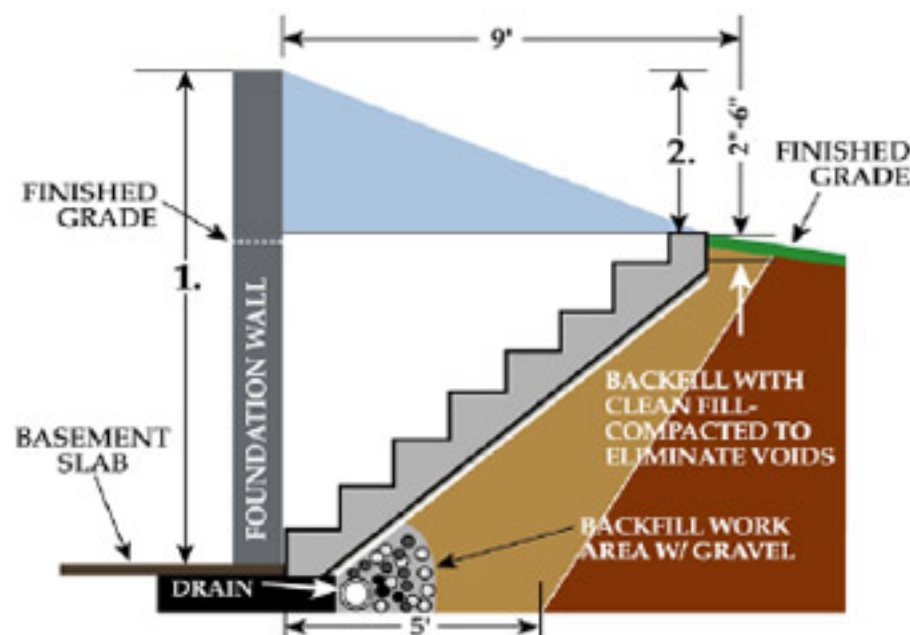 9'
2"-6"
2.
FINISHED
GRADE
FINISHED
GRADE
1.
FOUNDATION WALL
BACKFILL WITH
CLEAN FILL-
COMPACTED TO
ELIMINATE VOIDS
BASEMENT
SLAB
BACKFILL WORK
AREA W/ GRAVEL
DRAIN
5'